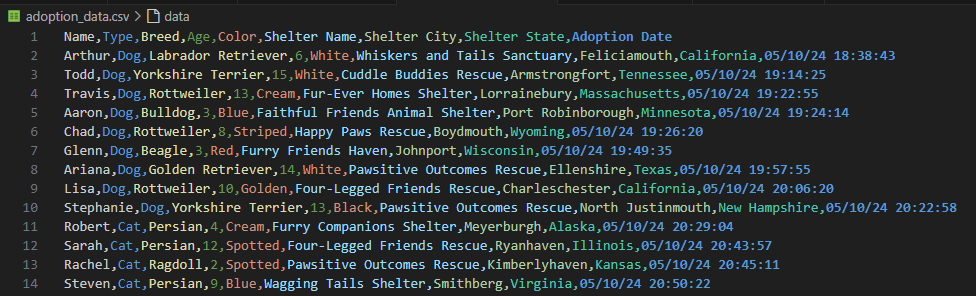 adoption_data.csv > data
1 Name,Type,Breed,Age,Color,Shelter Name,Shelter City,Shelter State,Adoption Date
2 Arthur,Dog,Labrador Retriever,6,White,Whiskers and Tails Sanctuary,Feliciamouth,California,05/10/24 18:38:43
3 Todd,Dog,Yorkshire Terrier,15,White,Cuddle Buddies Rescue,Armstrongfort,Tennessee,05/10/24 19:14:25
4 Travis,Dog,Rottweiler,13,Cream,Fur-Ever Homes Shelter,Lorrainebury,Massachusetts,05/10/24 19:22:55
5 Aaron,Dog,Bulldog,3,Blue,Faithful Friends Animal Shelter,Port Robinborough,Minnesota,05/10/24 19:24:14
6 Chad,Dog,Rottweiler,8,Striped,Happy Paws Rescue,Boydmouth,Wyoming,05/10/24 19:26:20
7 Glenn,Dog,Beagle,3,Red,Furry Friends Haven,Johnport,Wisconsin,05/10/24 19:49:35
8 Ariana,Dog,Golden Retriever,14,White,Pawsitive Outcomes Rescue,Ellenshire,Texas,05/10/24 19:57:55
9 Lisa,Dog,Rottweiler,10,Golden,Four-Legged Friends Rescue,Charleschester,California,05/10/24 20:06:20
10 Stephanie,Dog,Yorkshire Terrier,13,Black,Pawsitive Outcomes Rescue,North Justinmouth,New Hampshire,05/10/24 20:22:58
11 Robert,Cat,Persian,4,Cream,Furry Companions Shelter,Meyerburgh,Alaska,05/10/24 20:29:04
12 Sarah,Cat,Persian,12,Spotted,Four-Legged Friends Rescue,Ryanhaven,Illinois,05/10/24 20:43:57
13 Rachel,Cat,Ragdoll,2,Spotted,Pawsitive Outcomes Rescue,Kimberlyhaven,Kansas,05/10/24 20:45:11
14 Steven,Cat,Persian,9,Blue,Wagging Tails Shelter,Smithberg,Virginia,05/10/24 20:50:22